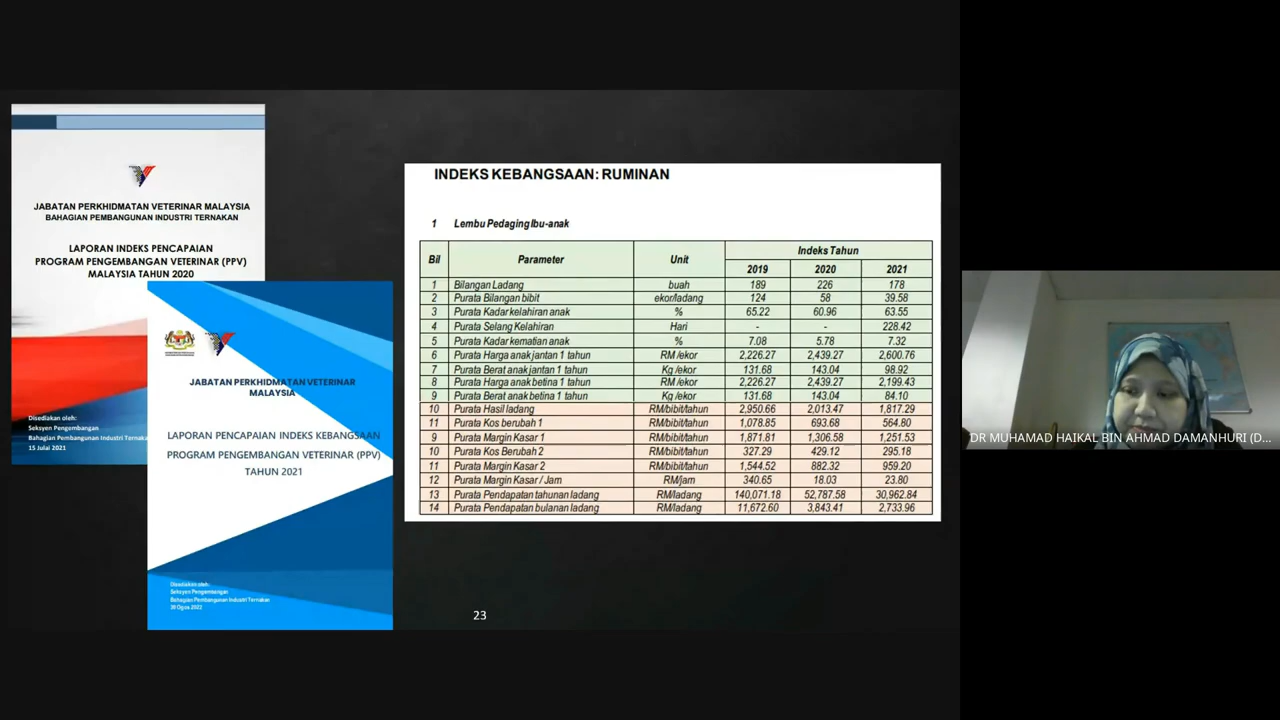 JABATAN PERKHIDMATAN VETERINAR MALAYSIA
BAHAGIAN PEMBANGUNAN INDUSTRI TERNAKAN
LAPORAN INDEKS PENCAPAIAN
PROGRAM PENGEMBANGAN VETERINAR (PPV)
MALAYSIA TAHUN 2020
Disediakan oleh:
Seksyen Pengembangan
Bahagian Pembangunan Industri Ternaka
15 Julai 2021
JABATAN PERKHIDMATAN VETERINAR
MALAYSIA
LAPORAN PENCAPAIAN INDEKS KEBANGSAAN
PROGRAM PENGEMBANGAN VETERINAR (PPV)
TAHUN 2021
Disediakan oleh:
Seksyen Pengembangan
Bahagian Pembangunan Industri Ternakan
INDEKS KEBANGSAAN: RUMINAN
1 Lembu Pedaging Ibu-anak
Bil Parameter Unit Indeks Tahun
2019 2020 2021
1 Bilangan Ladang buah 189 226 178
2 Purata Bilangan bibit ekor/ladang 124 58 39.58
3 Purata Kadar kelahiran anak % 65.22 60.96 63.55
4 Purata Selang Kelahiran Hari - - 228.42
5 Purata Kadar kematian anak % 7.08 5.78 7.32
6 Purata Harga anak jantan 1 tahun RM /ekor 2,226.27 2,439.27 2,600.76
7 Purata Berat anak jantan 1 tahun Kg /ekor 131.68 143.04 98.92
8 Purata Harga anak betina 1 tahun RM /ekor 2,226.27 2,439.27 2,199.43
9 Purata Berat anak betina 1 tahun Kg /ekor 131.68 143.04 84.10
10 Purata Hasil ladang RM/bibit/tahun 2,950.66 2,013.47 1,817.29
11 Purata Kos berubah 1 RM/bibit/tahun 1,078.85 693.68 564.80
9 Purata Margin Kasar 1 RM/bibit/tahun 1,871.81 1,306.58 1,251.53
10 Purata Kos Berubah 2 RM/bibit/tahun 327.29 429.12 295.18
11 Purata Margin Kasar 2 RM/bibit/tahun 1,544.52 882.32 959.20
12 Purata Margin Kasar / Jam RM/jam 340.65 18.03 23.80
13 Purata Pendapatan tahunan ladang RM/ladang 140,071.18 52,787.58 30,962.84
14 Purata Pendapatan bulanan ladang RM/ladang 11,672.60 3,843.41 2,733.96
23
DR MUHAMAD HAIKAL BIN AHMAD DAMANHURI (D...